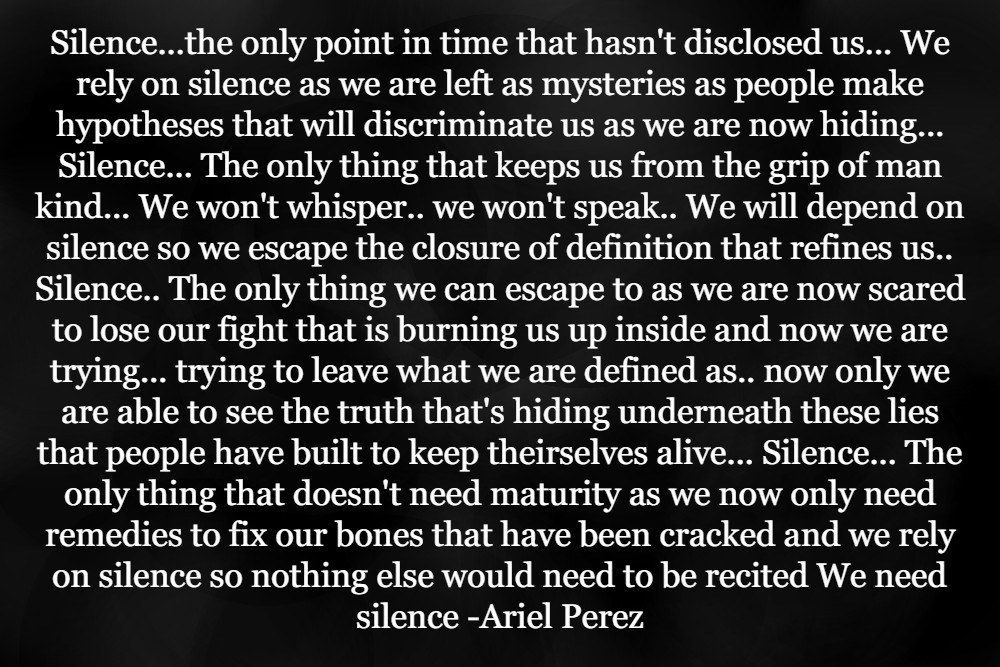 Silence...the only point in time that hasn't disclosed us... We
rely on silence as we are left as mysteries as people make
hypotheses that will discriminate us as we are now hiding...
Silence... The only thing that keeps us from the grip of man
kind... We won't whisper.. we won't speak.. We will depend on
silence so we escape the closure of definition that refines us..
Silence.. The only thing we can escape to as we are now scared
to lose our fight that is burning us up inside and now we are
trying... trying to leave what we are defined as.. now only we
are able to see the truth that's hiding underneath these lies
that people have built to keep theirselves alive... Silence... The
only thing that doesn't need maturity as we now only need
remedies to fix our bones that have been cracked and we rely
on silence so nothing else would need to be recited We need
silence -Ariel Perez